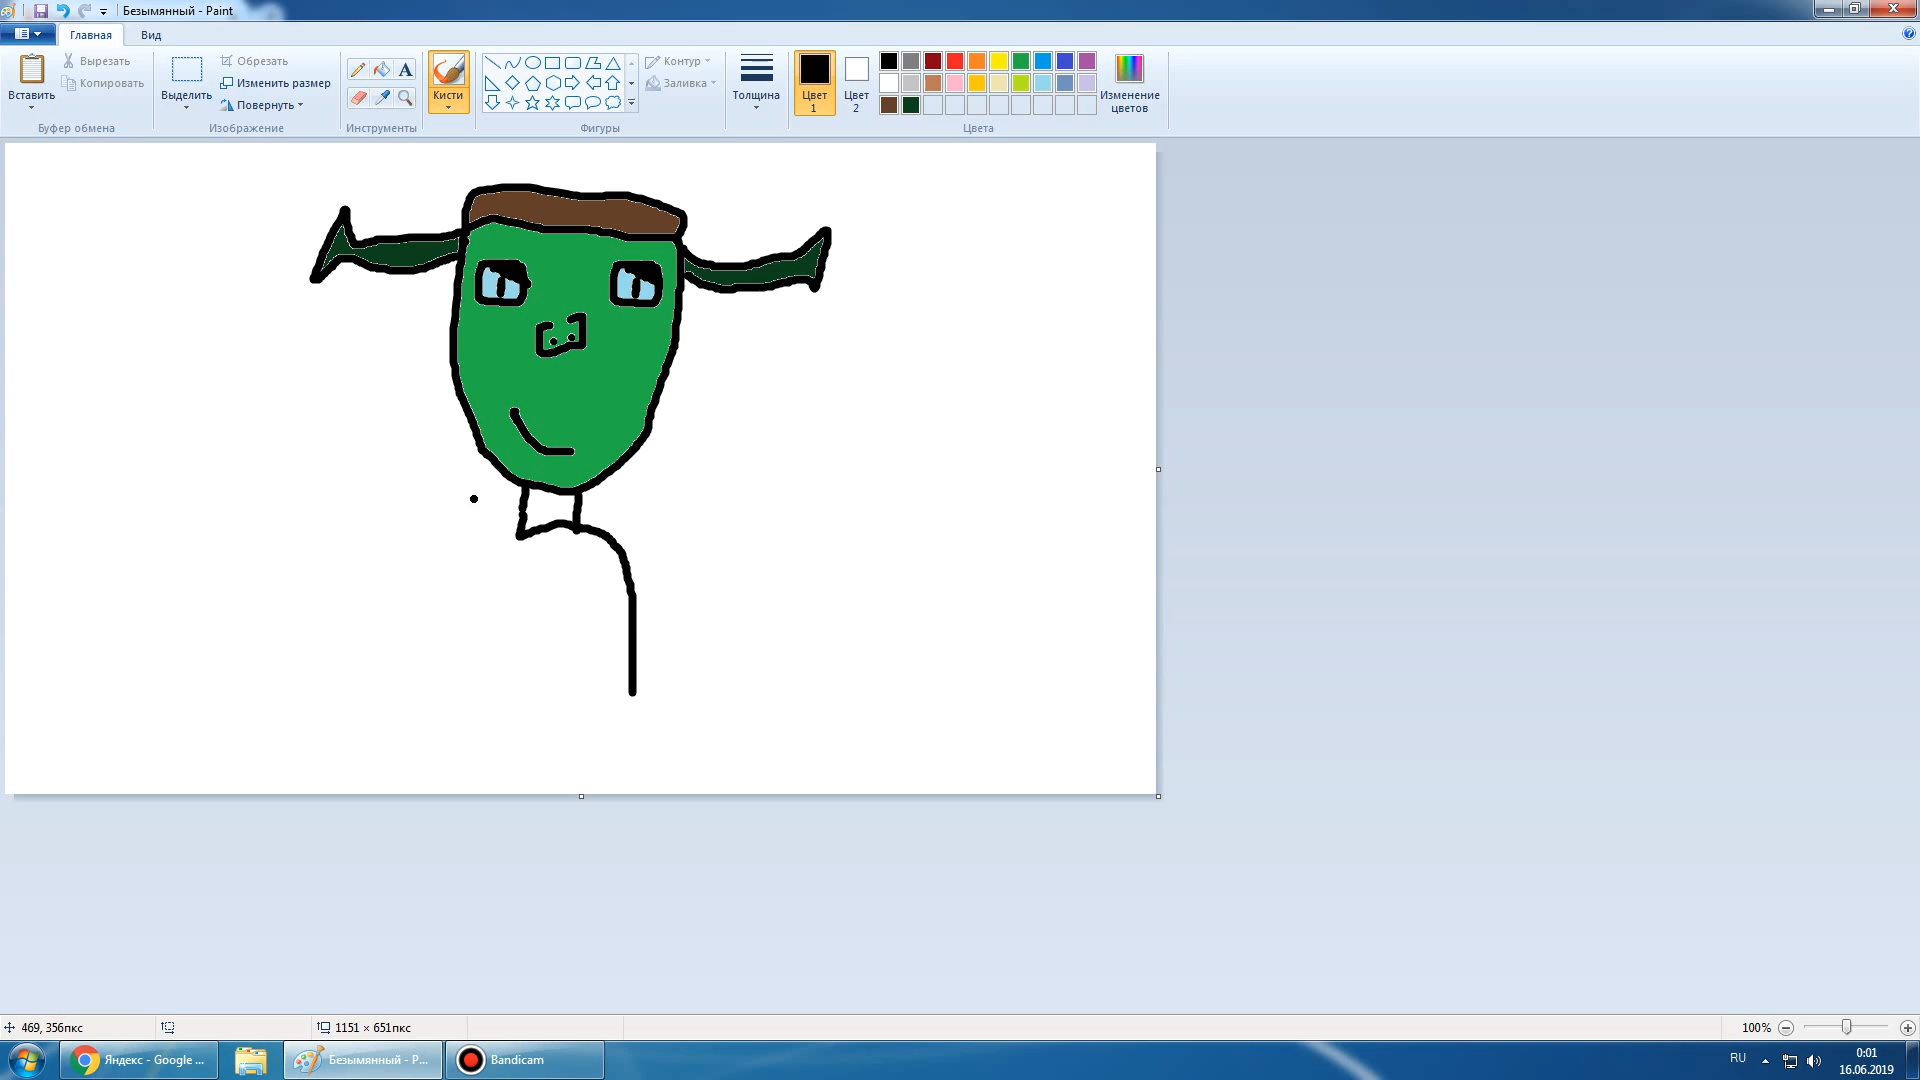 Безымянный - Paint
Главная
Вид
Вставить
Вырезать
Копировать
Буфер обмена
Выделить
Обрезать
Изменить размер
Повернуть
Изображение
A
Инструменты
Кисти
Контур
Заливка
Фигуры
Толщина
Цвет
1
Цвет
2
Изменение
цветов
Цвета
469, 356пкс
1151 × 651пкс
100%
Яндекс - Google ...
Безымянный - P...
Bandicam
RU
0:01
16.06.2019